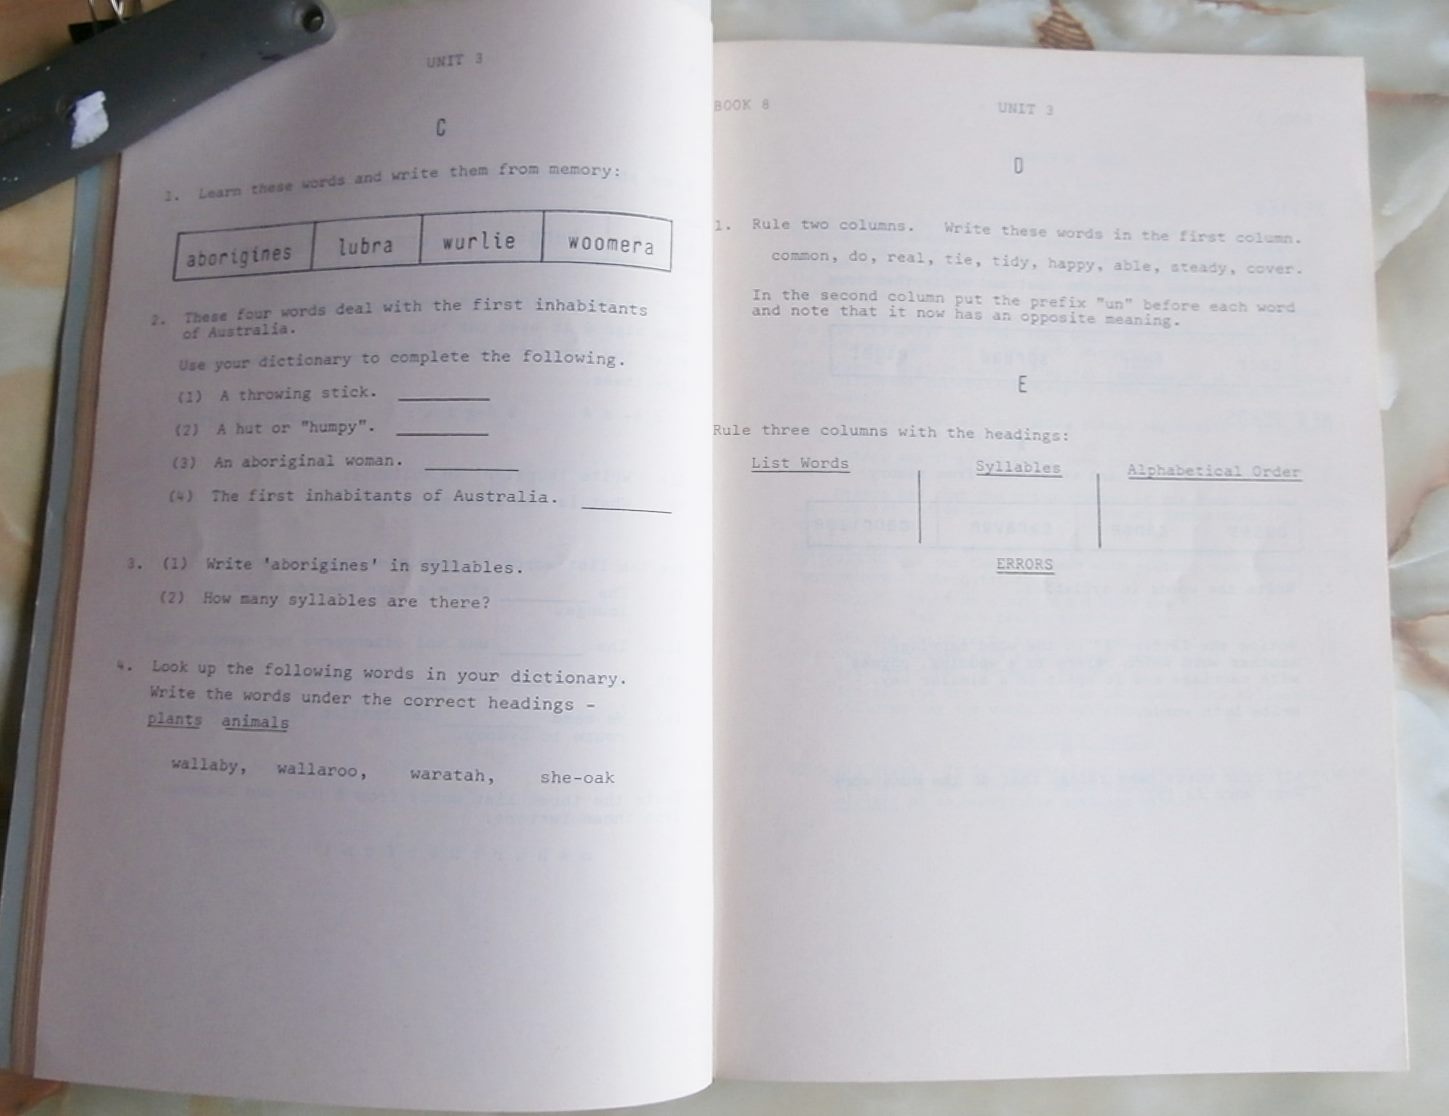 UNIT 3
C
1. Learn these words and write them from memory:
aborigines lubra wurlie woomera
2. These four words deal with the first inhabitants
of Australia.
Use your dictionary to complete the following.
(1) A throwing stick. ________
(2) A hut or "humpy". ________
(3) An aboriginal woman. ________
(4) The first inhabitants of Australia. ________
3. (1) Write 'aborigines' in syllables.
(2) How many syllables are there?
4. Look up the following words in your dictionary.
Write the words under the correct headings -
plants animals
wallaby, wallaroo, waratah, she-oak
BOOK 8 UNIT 3
D
1. Rule two columns. Write these words in the first column.
common, do, real, tie, tidy, happy, able, steady, cover.
In the second column put the prefix "un" before each word
and note that it now has an opposite meaning.
E
Rule three columns with the headings:
List Words Syllables Alphabetical Order
ERRORS